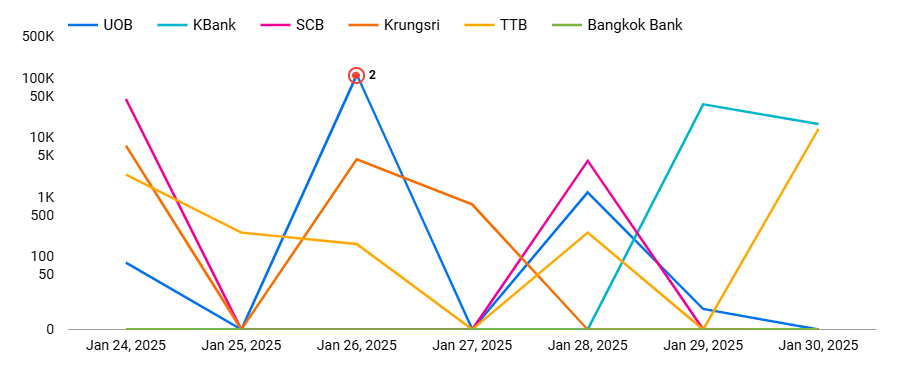 UOB KBank SCB Krungsri TTB Bangkok Bank
500K
100K
2
50K
10K
5K
1K
500
100
50
0
Jan 24, 2025 Jan 25, 2025 Jan 26, 2025 Jan 27, 2025 Jan 28, 2025 Jan 29, 2025 Jan 30, 2025